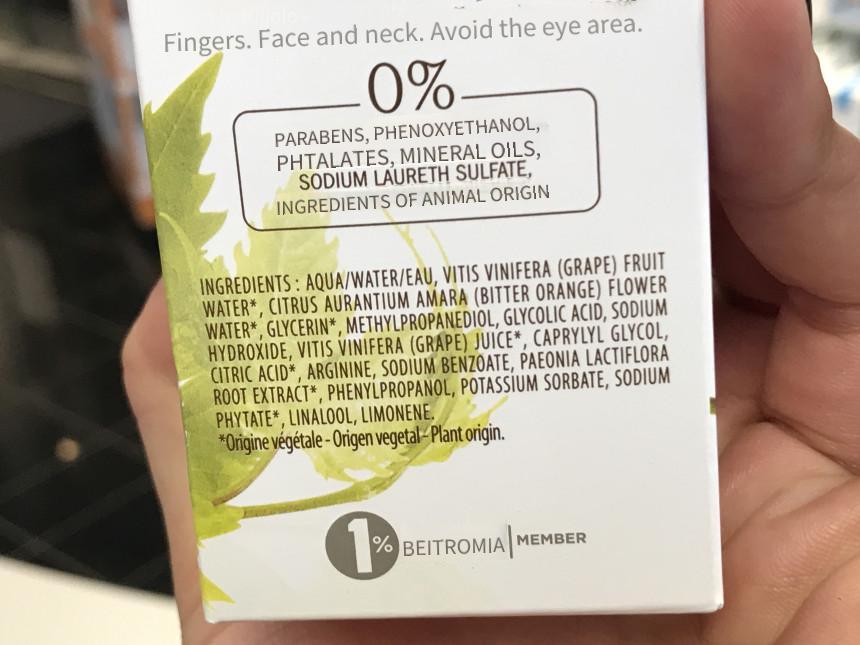 Fingers. Face and neck. Avoid the eye area.
0%
PARABENS, PHENOXYETHANOL,
PHTALATES, MINERAL OILS,
SODIUM LAURETH SULFATE,
INGREDIENTS OF ANIMAL ORIGIN
INGREDIENTS : AQUA/WATER/EAU, VITIS VINIFERA (GRAPE) FRUIT
WATER*, CITRUS AURANTIUM AMARA (BITTER ORANGE) FLOWER
WATER*, GLYCERIN*, METHYLPROPANEDIOL, GLYCOLIC ACID, SODIUM
HYDROXIDE, VITIS VINIFERA (GRAPE) JUICE*, CAPRYLYL GLYCOL,
CITRIC ACID*, ARGININE, SODIUM BENZOATE, PAEONIA LACTIFLORA
ROOT EXTRACT*, PHENYLPROPANOL, POTASSIUM SORBATE, SODIUM
PHYTATE*, LINALOOL, LIMONENE.
*Origine végétale - Origen vegetal - Plant origin.
1% BEITROMIA | MEMBER